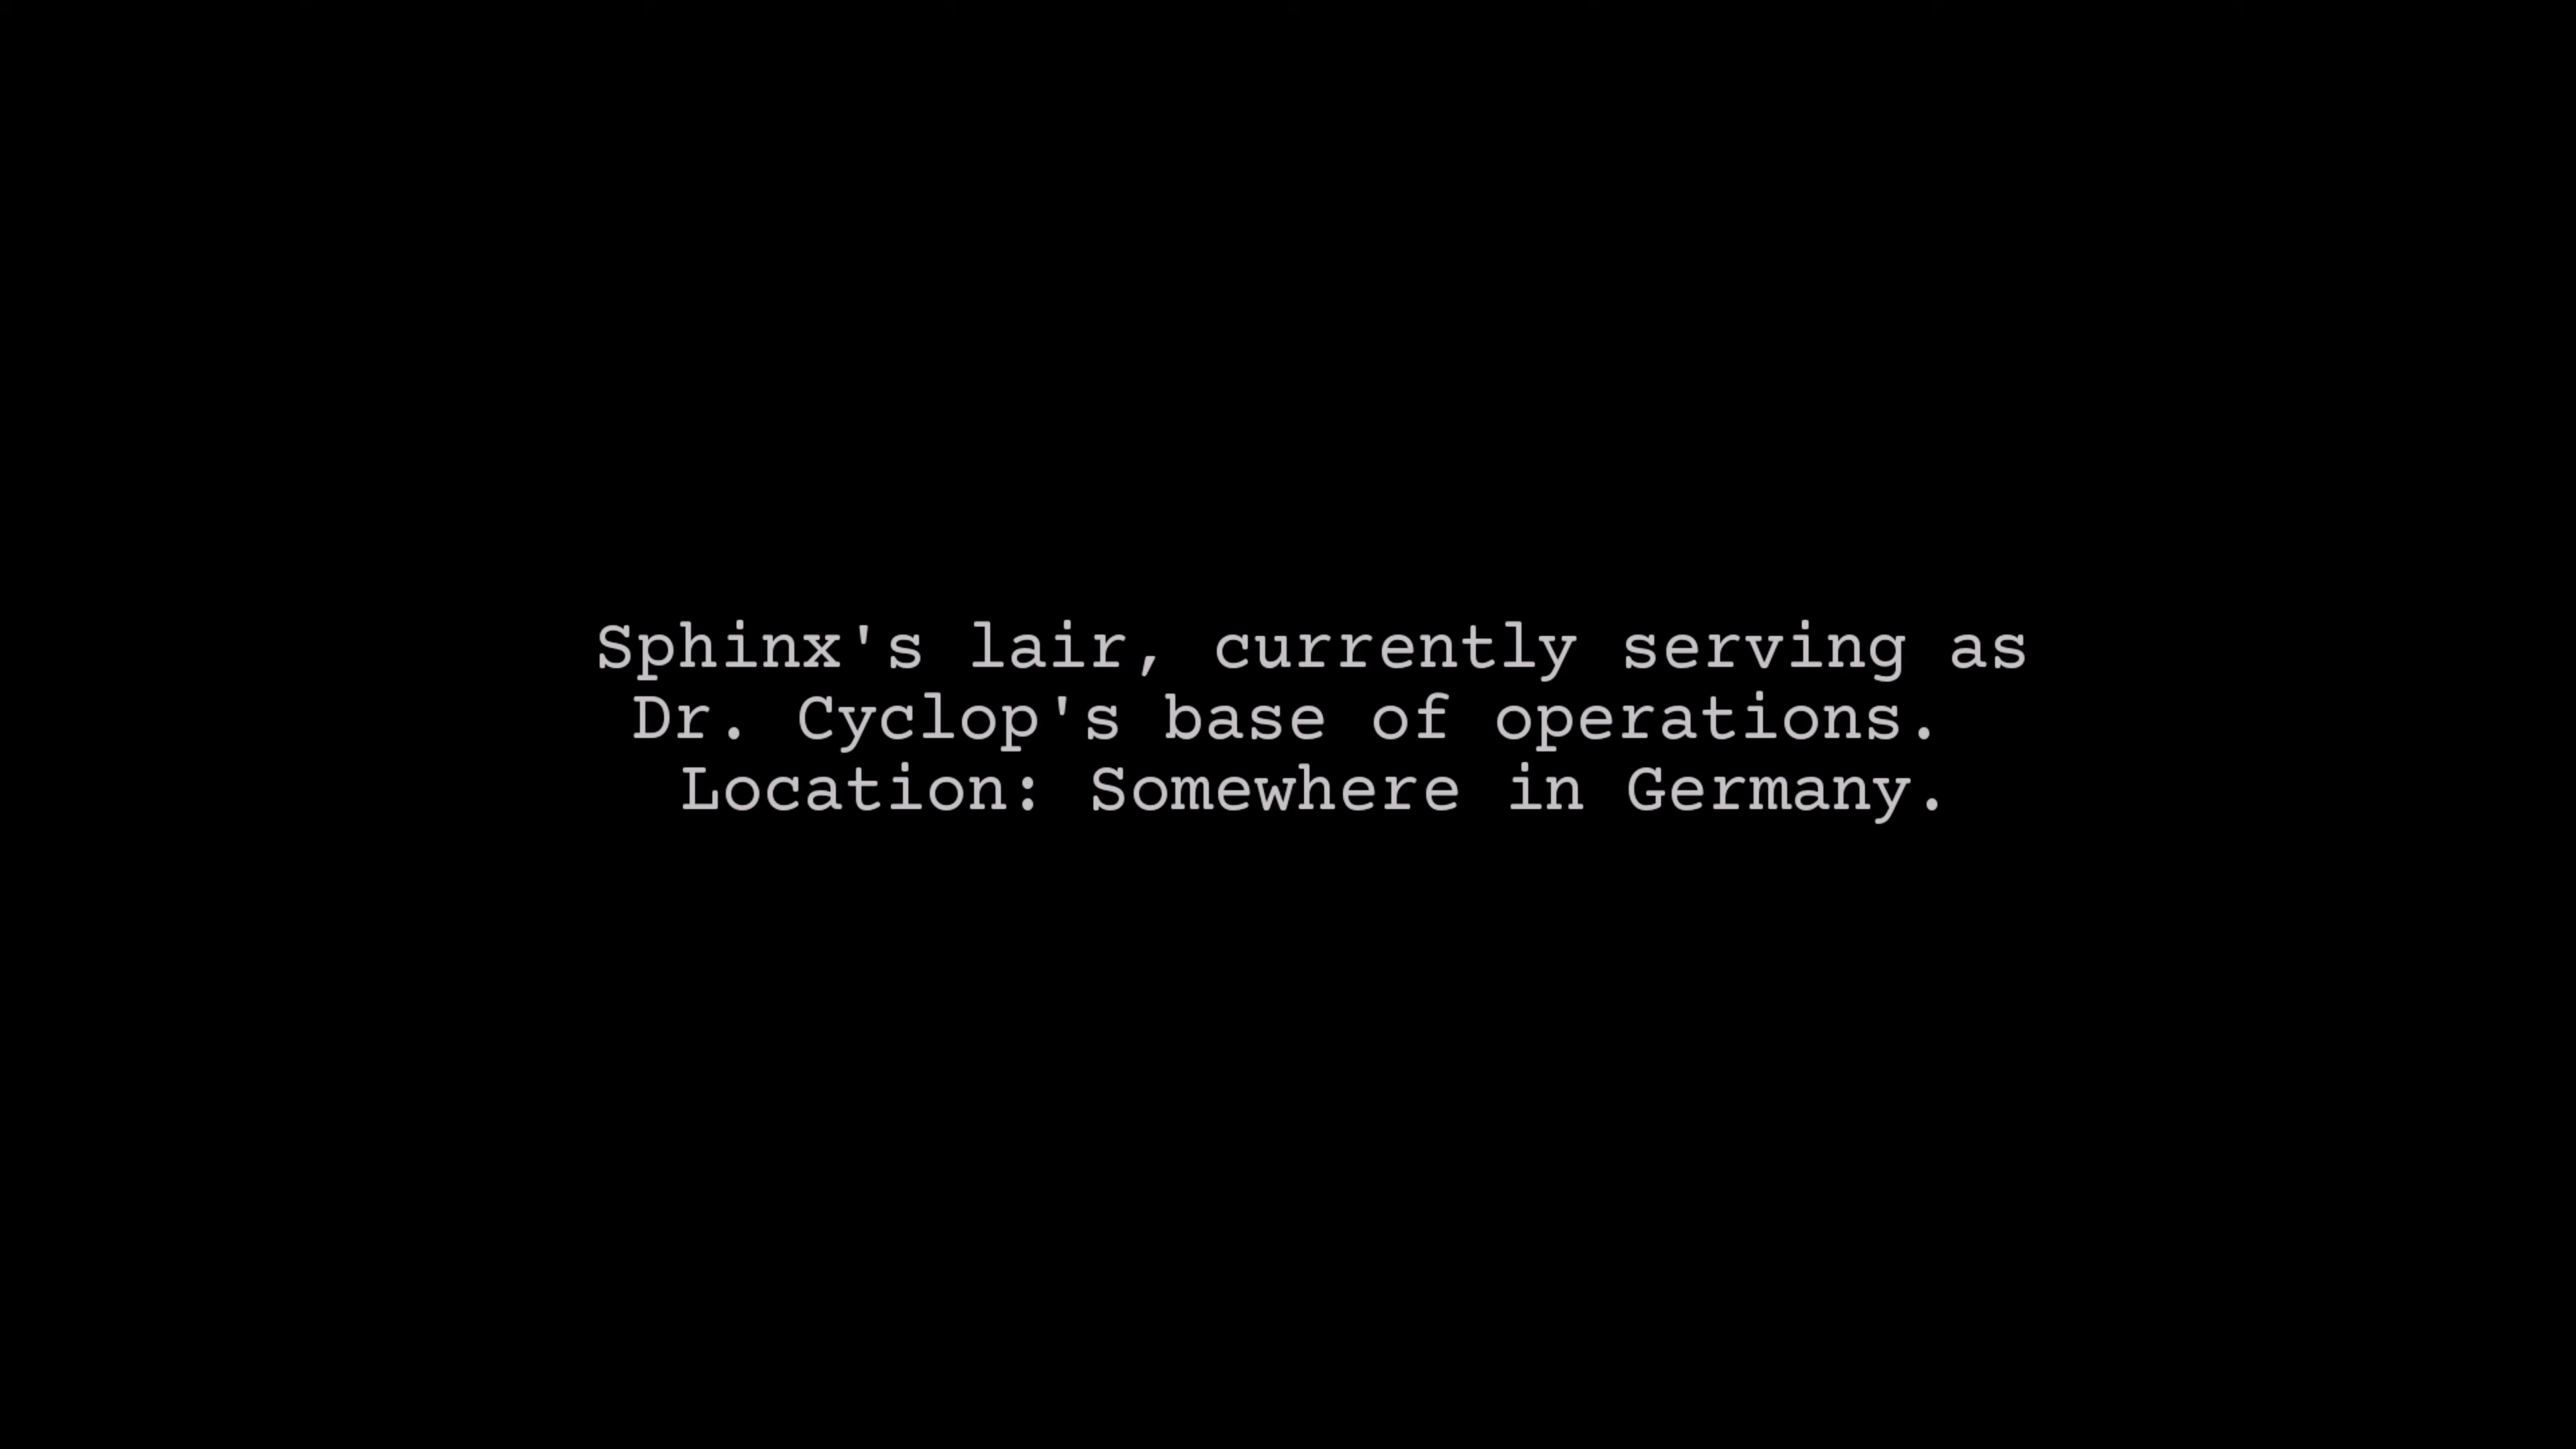 Sphinx's lair, currently serving as
Dr. Cyclop's base of operations.
Location: Somewhere in Germany.